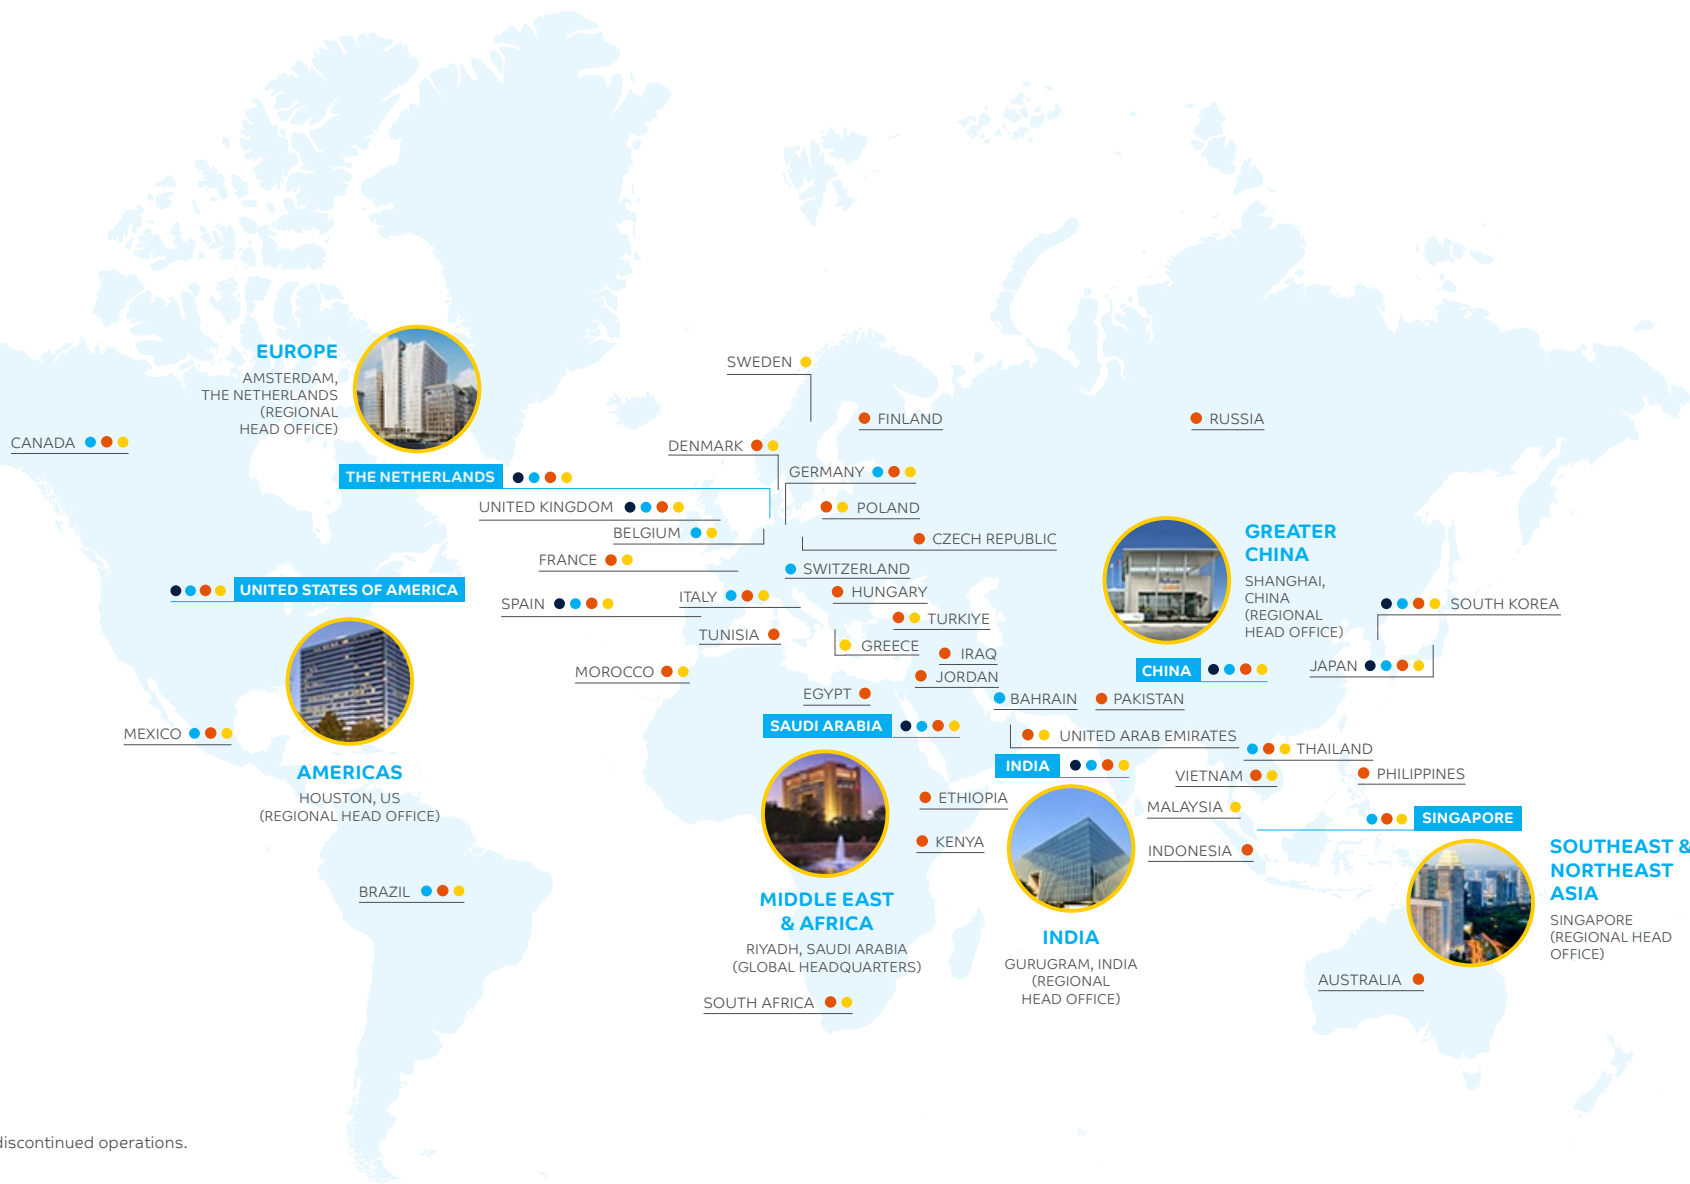 SWEDEN
EUROPE
AMSTERDAM,
THE NETHERLANDS
(REGIONAL
HEAD OFFICE)
FINLAND
RUSSIA
CANADA
DENMARK
THE NETHERLANDS
GERMANY
UNITED KINGDOM
POLAND
BELGIUM
CZECH REPUBLIC
FRANCE
SWITZERLAND
GREATER
CHINA
SHANGHAI,
CHINA
(REGIONAL
HEAD OFFICE)
UNITED STATES OF AMERICA
SPAIN
ITALY
HUNGARY
SOUTH KOREA
TURKIYE
TUNISIA
GREECE
IRAQ
MOROCCO
JORDAN
CHINA
JAPAN
EGYPT
BAHRAIN
PAKISTAN
SAUDI ARABIA
MEXICO
UNITED ARAB EMIRATES
THAILAND
INDIA
VIETNAM
PHILIPPINES
AMERICAS
HOUSTON, US
(REGIONAL HEAD OFFICE)
ETHIOPIA
MALAYSIA
SINGAPORE
KENYA
INDONESIA
SOUTHEAST &
NORTHEAST
ASIA
SINGAPORE
(REGIONAL HEAD
OFFICE)
BRAZIL
MIDDLE EAST
& AFRICA
RIYADH, SAUDI ARABIA
(GLOBAL HEADQUARTERS)
INDIA
GURUGRAM, INDIA
(REGIONAL
HEAD OFFICE)
AUSTRALIA
SOUTH AFRICA
discontinued operations.